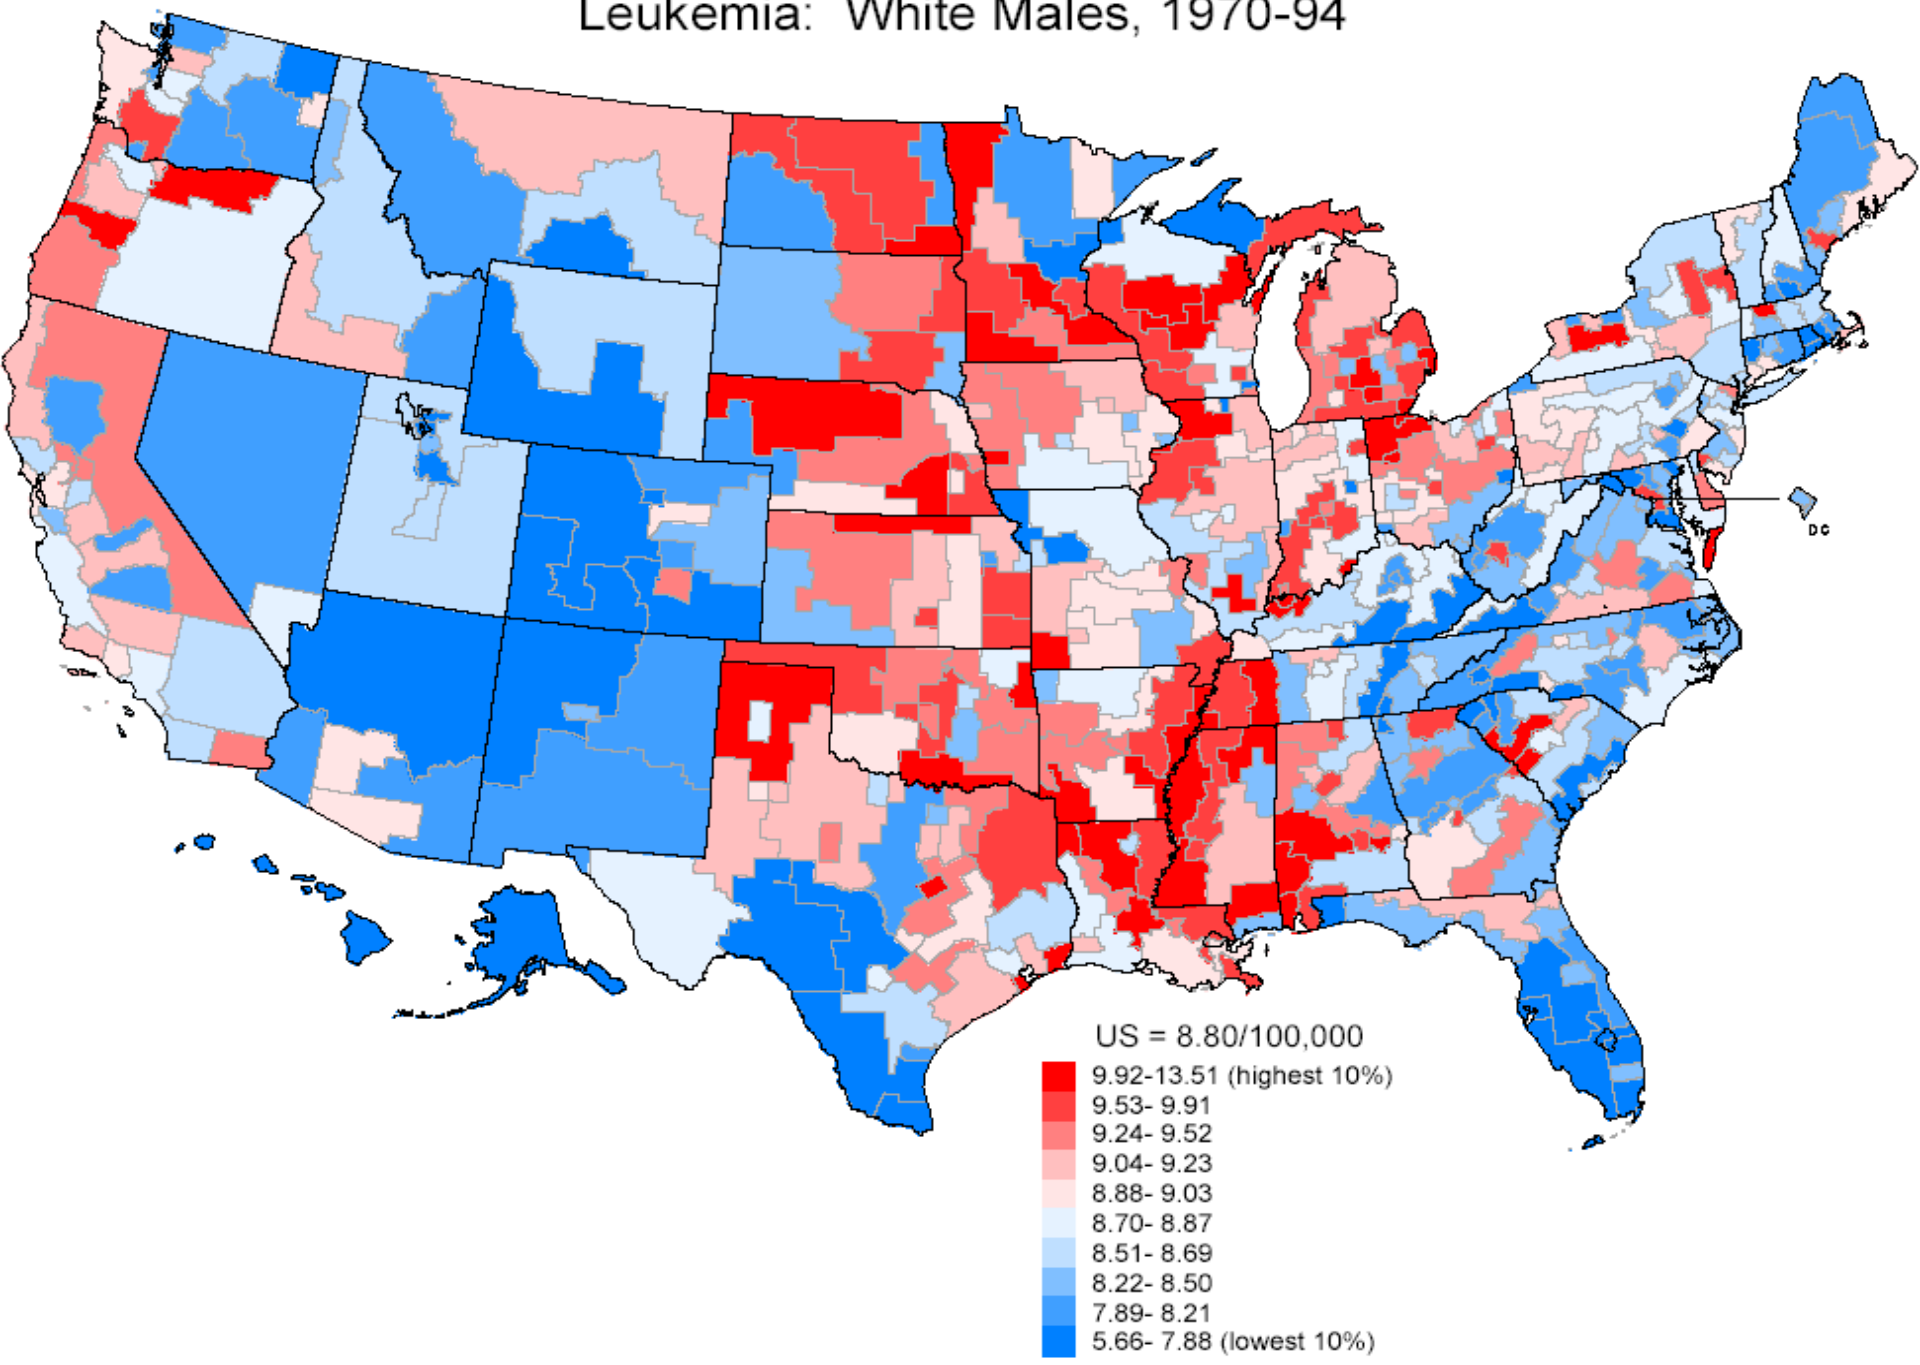 Leukemia: White Males, 1970-94
DC
US = 8.80/100,000
9.92-13.51 (highest 10%)
9.53- 9.91
9.24- 9.52
9.04- 9.23
8.88- 9.03
8.70- 8.87
8.51- 8.69
8.22- 8.50
7.89- 8.21
5.66- 7.88 (lowest 10%)